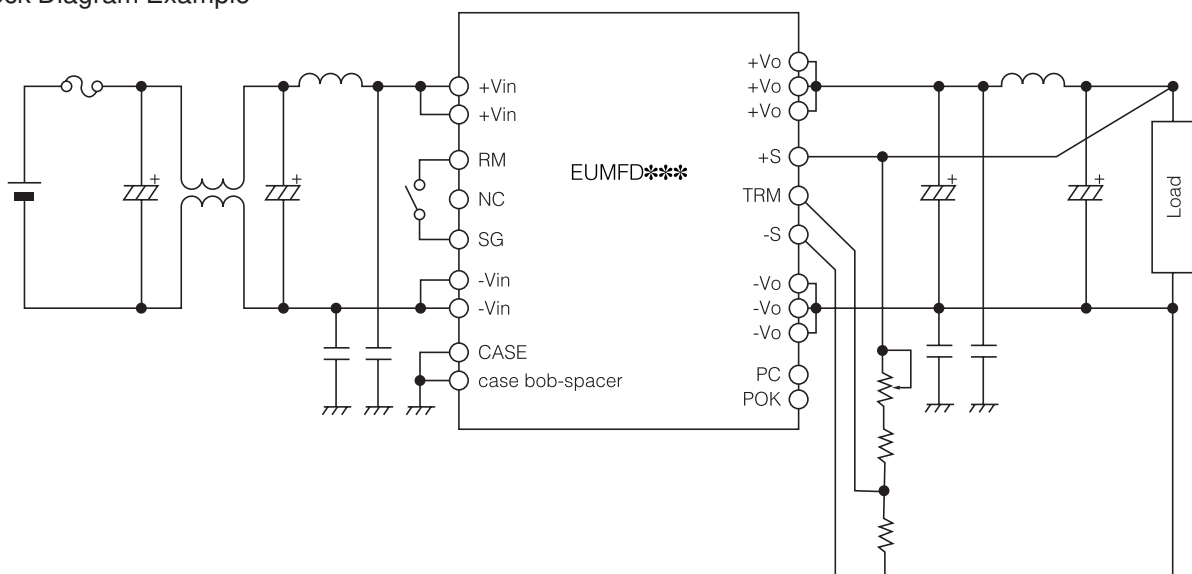 ck Diagram Example
+Vin
+Vin
RM
NC
SG
-Vin
-Vin
CASE
case bob-spacer
EUMFD✽✽✽
+Vo
+Vo
+Vo
+S
TRM
-S
-Vo
-Vo
-Vo
PC
POK
+
+
+
+
Load